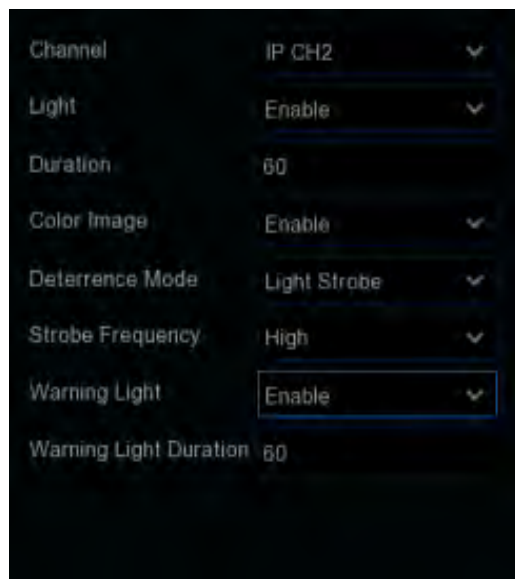 Channel IP CH2
Light Enable
Duration 60
Color Image Enable
Deterrence Mode Light Strobe
Strobe Frequency High
Warning Light Enable
Warning Light Duration 60